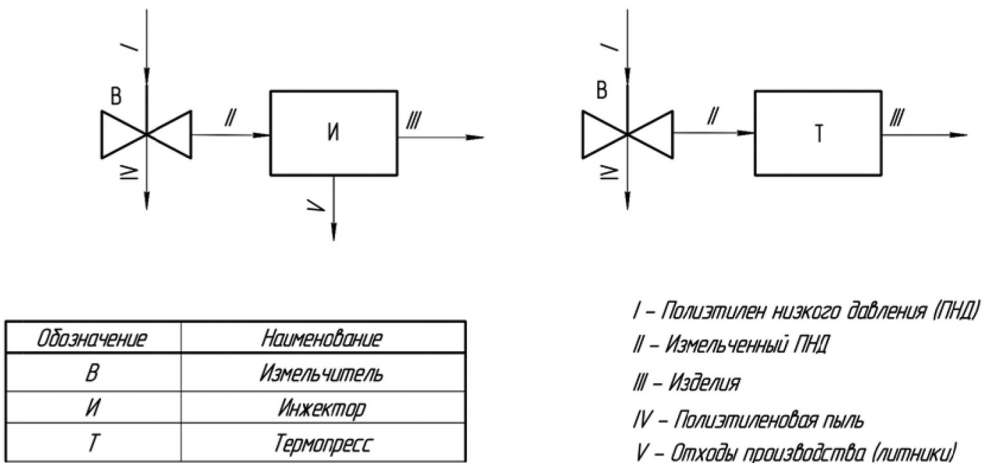 I
I
В
В
II
III
II
III
И
Т
IV
IV
V
Обозначение Наименование
В Измельчитель
И Инжектор
Т Термопресс
I – Полиэтилен низкого давления (ПНД)
II – Измельченный ПНД
III – Изделия
IV – Полиэтиленовая пыль
V – Отходы производства (литники)